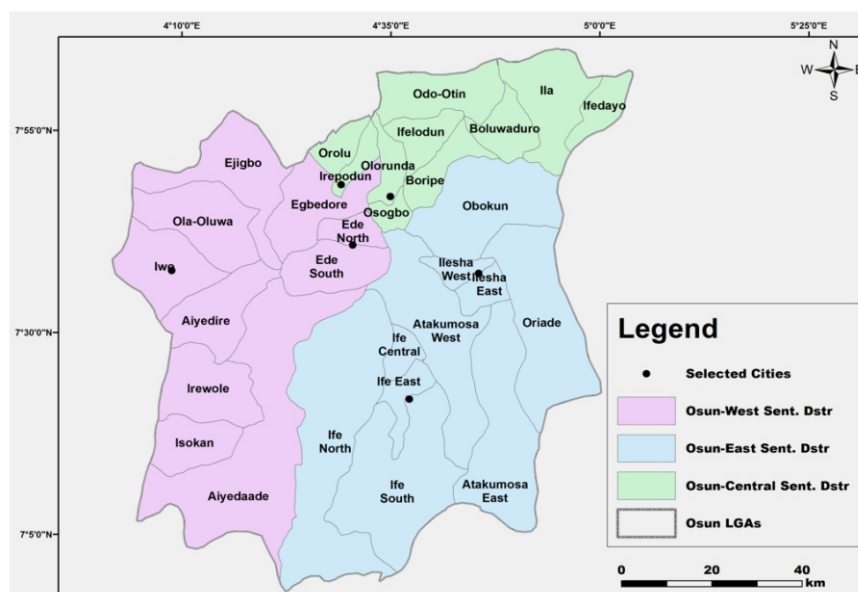 4°10'0"E
4°35'0"E
5°0'0"E
5°25'0"E
N
W
E
S
7°55'0"N
7°30'0"N
7°5'0"N
Odo-Otin
Ila
Ifedayo
Ifelodun
Boluwaduro
Ejigbo
Orolu
Olorunda
Irepodun
Boripe
Egbedore
Osogbo
Obokun
Ola-Oluwa
Ede
North
Ede
South
Iwo
Ilesha
West
Ilesha
East
Aiyedire
Atakumosa
West
Oriade
Ife
Central
Irewole
Ife East
Isokan
Ife
North
Aiyedaade
Ife
South
Atakumosa
East
Legend
Selected Cities
Osun-West Sent. Dstr
Osun-East Sent. Dstr
Osun-Central Sent. Dstr
Osun LGAs
0 10 20 40
km